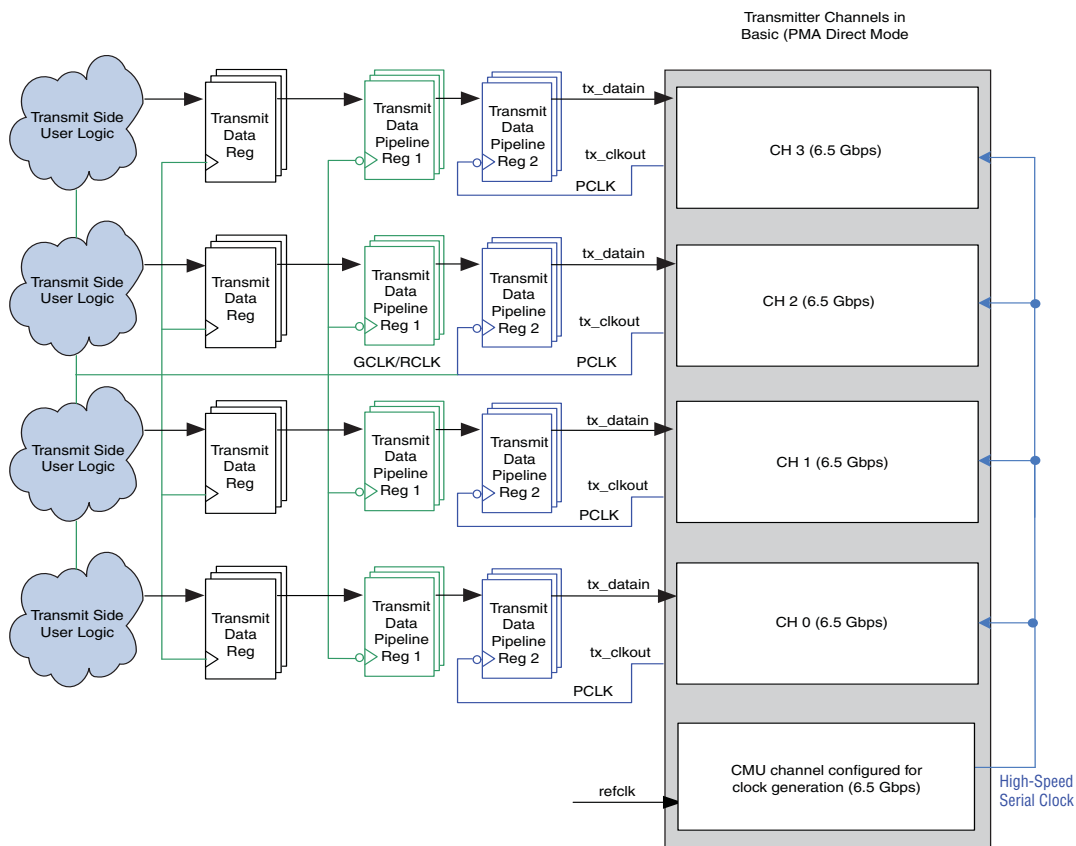 Transmitter Channels in
Basic (PMA Direct Mode
Transmit Side
User Logic
Transmit
Data
Reg
Transmit
Data
Pipeline
Reg 1
Transmit
Data
Pipeline
Reg 2
tx_datain
tx_clkout
PCLK
CH 3 (6.5 Gbps)
Transmit Side
User Logic
Transmit
Data
Reg
Transmit
Data
Pipeline
Reg 1
Transmit
Data
Pipeline
Reg 2
tx_datain
tx_clkout
GCLK/RCLK
PCLK
CH 2 (6.5 Gbps)
Transmit Side
User Logic
Transmit
Data
Reg
Transmit
Data
Pipeline
Reg 1
Transmit
Data
Pipeline
Reg 2
tx_datain
tx_clkout
PCLK
CH 1 (6.5 Gbps)
Transmit Side
User Logic
Transmit
Data
Reg
Transmit
Data
Pipeline
Reg 1
Transmit
Data
Pipeline
Reg 2
tx_datain
tx_clkout
PCLK
CH 0 (6.5 Gbps)
refclk
CMU channel configured for
clock generation (6.5 Gbps)
High-Speed
Serial Clock